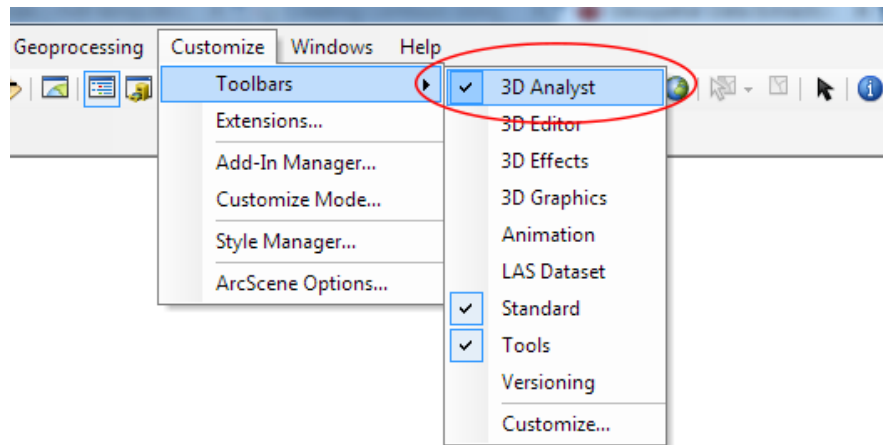 Geoprocessing Customize Windows Help
Toolbars
Extensions...
Add-In Manager...
Customize Mode...
Style Manager...
ArcScene Options...
3D Analyst
3D Editor
3D Effects
3D Graphics
Animation
LAS Dataset
Standard
Tools
Versioning
Customize...